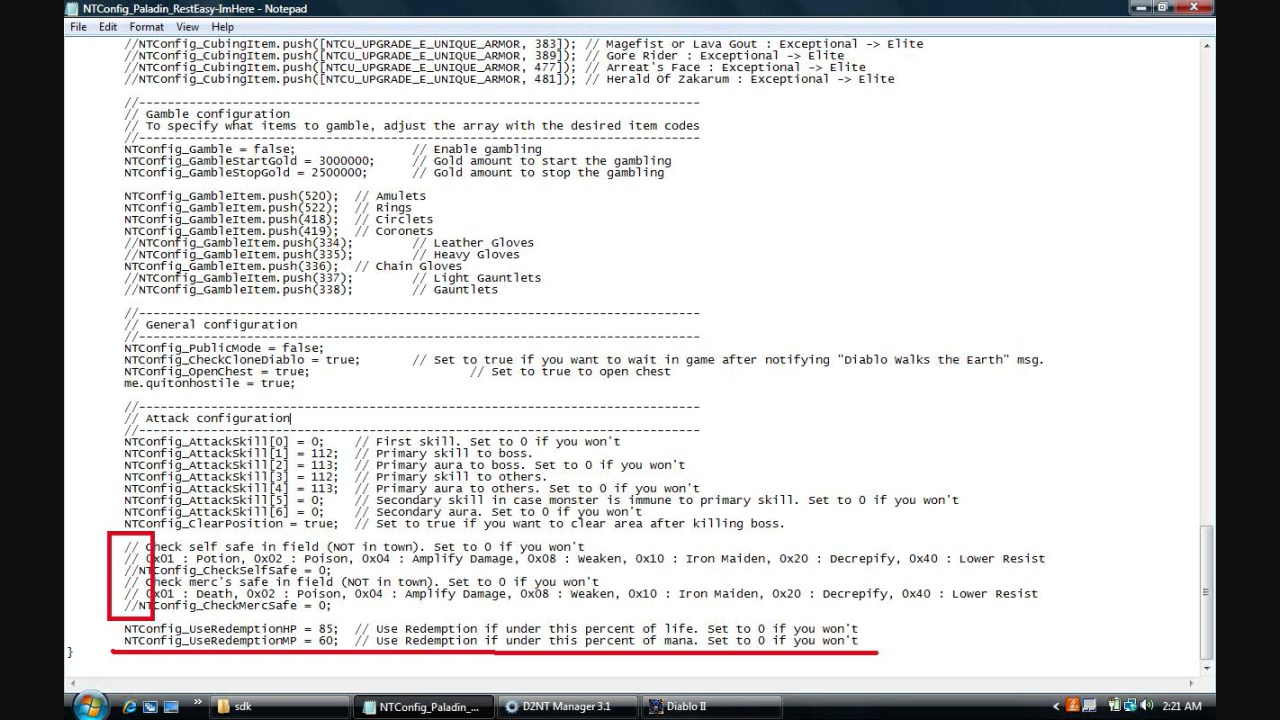 NTConfig_Paladin_RestEasy-ImHere - Notepad
File Edit Format View Help
//NTConfig_CubingItem.push([NTCU_UPGRADE_E_UNIQUE_ARMOR, 383]); // Magefist or Lava Gout : Exceptional -> Elite
//NTConfig_CubingItem.push([NTCU_UPGRADE_E_UNIQUE_ARMOR, 389]); // Gore Rider : Exceptional -> Elite
//NTConfig_CubingItem.push([NTCU_UPGRADE_E_UNIQUE_ARMOR, 477]); // Arreat's Face : Exceptional -> Elite
//NTConfig_CubingItem.push([NTCU_UPGRADE_E_UNIQUE_ARMOR, 481]); // Herald Of Zakarum : Exceptional -> Elite
//------------------------------------------------------------------------------
// Gamble configuration
// To specify what items to gamble, adjust the array with the desired item codes
//------------------------------------------------------------------------------
NTConfig_Gamble = false; // Enable gambling
NTConfig_GambleStartGold = 3000000; // Gold amount to start the gambling
NTConfig_GambleStopGold = 2500000; // Gold amount to stop the gambling
NTConfig_GambleItem.push(520); // Amulets
NTConfig_GambleItem.push(522); // Rings
NTConfig_GambleItem.push(418); // Circlets
NTConfig_GambleItem.push(419); // Coronets
//NTConfig_GambleItem.push(334); // Leather Gloves
//NTConfig_GambleItem.push(335); // Heavy Gloves
NTConfig_GambleItem.push(336); // Chain Gloves
//NTConfig_GambleItem.push(337); // Light Gauntlets
//NTConfig_GambleItem.push(338); // Gauntlets
//------------------------------------------------------------------------------
// General configuration
//------------------------------------------------------------------------------
NTConfig_PublicMode = false;
NTConfig_CheckCloneDiablo = true; // Set to true if you want to wait in game after notifying "Diablo Walks the Earth" msg.
NTConfig_OpenChest = true; // Set to true to open chest
me.quitonhostile = true;
//------------------------------------------------------------------------------
// Attack configuration
//------------------------------------------------------------------------------
NTConfig_AttackSkill[0] = 0; // First skill. Set to 0 if you won't
NTConfig_AttackSkill[1] = 112; // Primary skill to boss.
NTConfig_AttackSkill[2] = 113; // Primary aura to boss. Set to 0 if you won't
NTConfig_AttackSkill[3] = 112; // Primary skill to others.
NTConfig_AttackSkill[4] = 113; // Primary aura to others. Set to 0 if you won't
NTConfig_AttackSkill[5] = 0; // Secondary skill in case monster is immune to primary skill. Set to 0 if you won't
NTConfig_AttackSkill[6] = 0; // Secondary aura. Set to 0 if you won't
NTConfig_ClearPosition = true; // Set to true if you want to clear area after killing boss.
// Check self safe in field (NOT in town). Set to 0 if you won't
// 0x01 : Potion, 0x02 : Poison, 0x04 : Amplify Damage, 0x08 : Weaken, 0x10 : Iron Maiden, 0x20 : Decrepify, 0x40 : Lower Resist
//NTConfig_CheckSelfSafe = 0;
// Check merc's safe in field (NOT in town). Set to 0 if you won't
// 0x01 : Death, 0x02 : Poison, 0x04 : Amplify Damage, 0x08 : Weaken, 0x10 : Iron Maiden, 0x20 : Decrepify, 0x40 : Lower Resist
//NTConfig_CheckMercSafe = 0;
NTConfig_UseRedemptionHP = 85; // Use Redemption if under this percent of life. Set to 0 if you won't
NTConfig_UseRedemptionMP = 60; // Use Redemption if under this percent of mana. Set to 0 if you won't
}
sdk NTConfig_Paladin_... D2NT Manager 3.1 Diablo II 2:21 AM